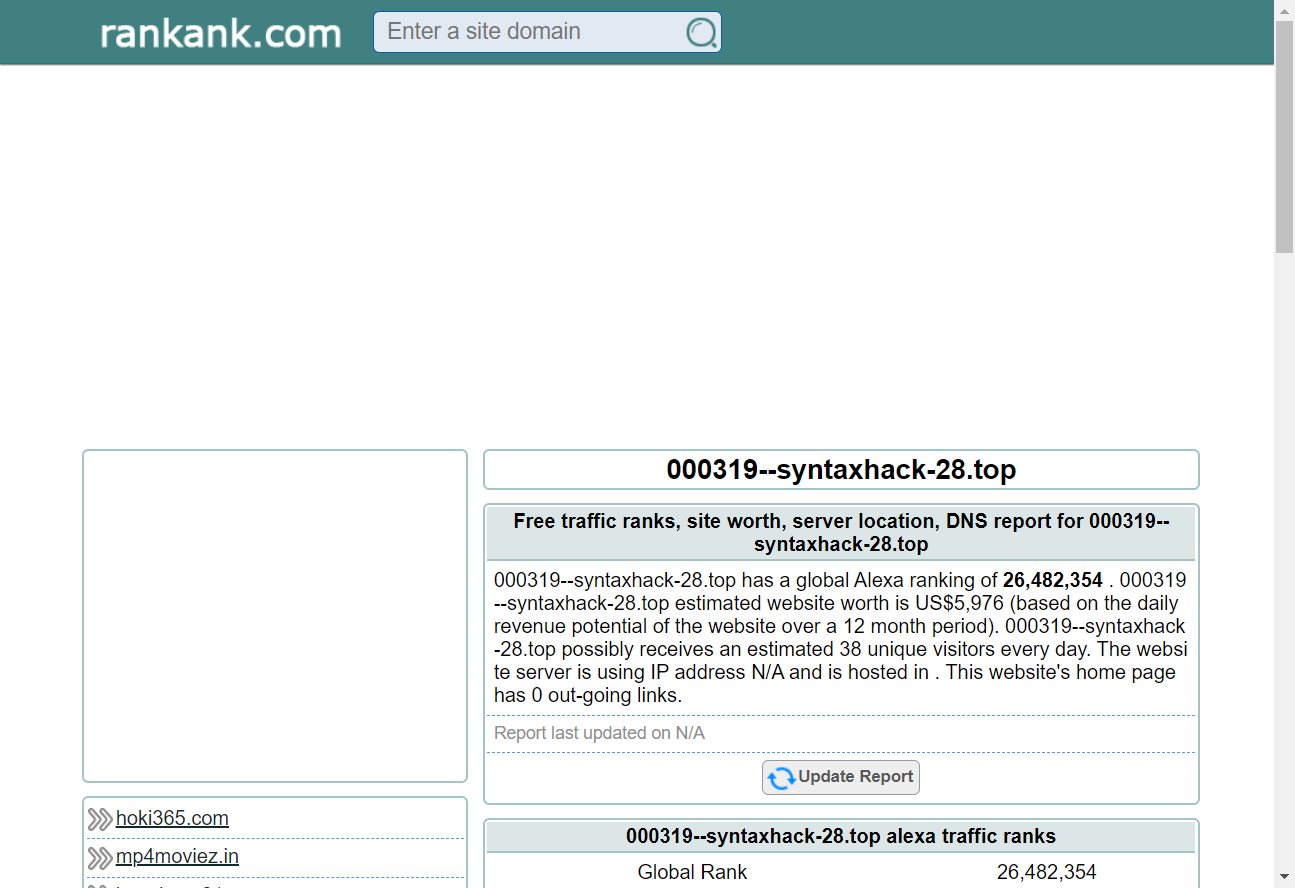 rankank.com
Enter a site domain
000319--syntaxhack-28.top
Free traffic ranks, site worth, server location, DNS report for 000319--
syntaxhack-28.top
000319--syntaxhack-28.top has a global Alexa ranking of 26,482,354 . 000319
--syntaxhack-28.top estimated website worth is US$5,976 (based on the daily
revenue potential of the website over a 12 month period). 000319--syntaxhack
-28.top possibly receives an estimated 38 unique visitors every day. The websi
te server is using IP address N/A and is hosted in . This website's home page
has 0 out-going links.
Report last updated on N/A
Update Report
hoki365.com
mp4moviez.in
000319--syntaxhack-28.top alexa traffic ranks
Global Rank 26,482,354